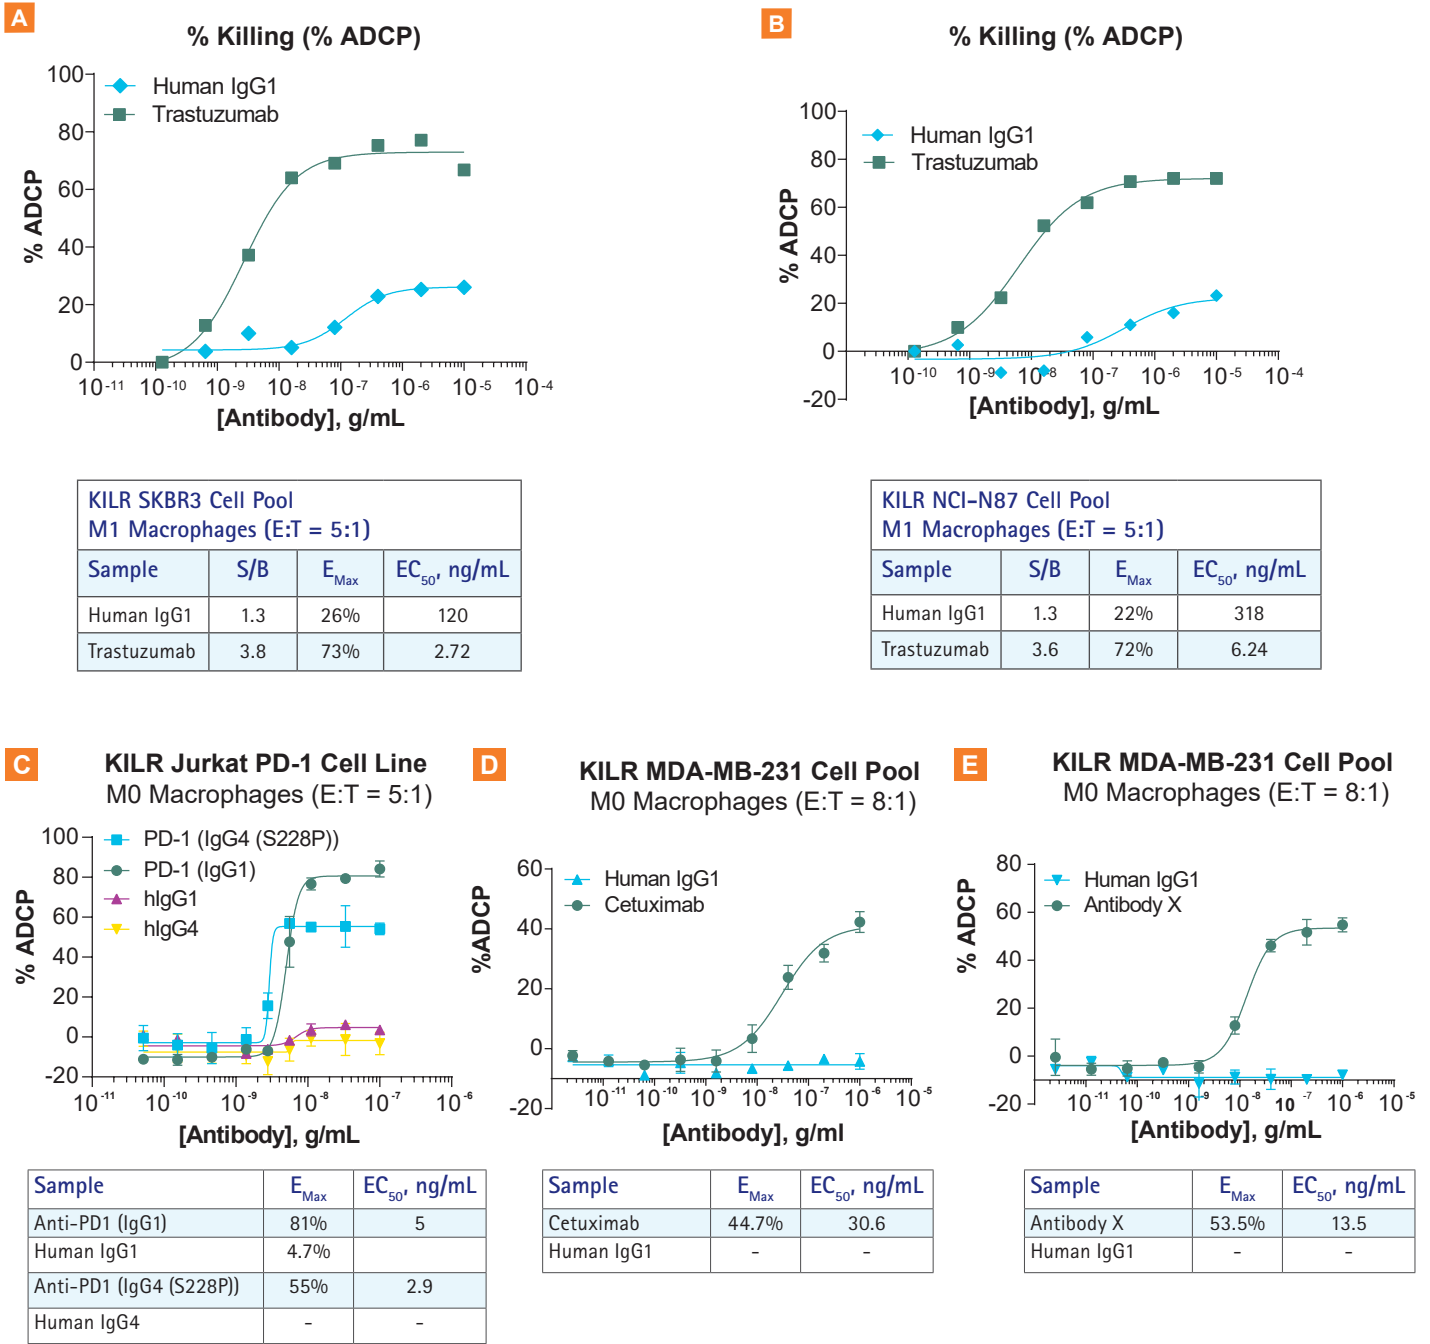 A
% Killing (% ADCP)
Human IgG1
Trastuzumab
100
80
60
40
20
0
% ADCP
10-11 10-10 10-9 10-8 10-7 10-6 10-5 10-4
[Antibody], g/mL
KILR SKBR3 Cell Pool
M1 Macrophages (E:T = 5:1)
Sample S/B EMax EC50, ng/mL
Human IgG1 1.3 26% 120
Trastuzumab 3.8 73% 2.72
B
% Killing (% ADCP)
Human IgG1
Trastuzumab
100
80
60
40
20
0
-20
% ADCP
10-10 10-9 10-8 10-7 10-6 10-5 10-4
[Antibody], g/mL
KILR NCI-N87 Cell Pool
M1 Macrophages (E:T = 5:1)
Sample S/B EMax EC50, ng/mL
Human IgG1 1.3 22% 318
Trastuzumab 3.6 72% 6.24
C
KILR Jurkat PD-1 Cell Line
M0 Macrophages (E:T = 5:1)
PD-1 (IgG4 (S228P))
PD-1 (IgG1)
hIgG1
hIgG4
100
80
60
40
20
0
-20
% ADCP
10-11 10-10 10-9 10-8 10-7 10-6
[Antibody], g/mL
Sample EMax EC50, ng/mL
Anti-PD1 (IgG1) 81% 5
Human IgG1 4.7%
Anti-PD1 (IgG4 (S228P)) 55% 2.9
Human IgG4 - -
D
KILR MDA-MB-231 Cell Pool
M0 Macrophages (E:T = 8:1)
Human IgG1
Cetuximab
60
40
20
0
-20
%ADCP
10-11 10-10 10-9 10-8 10-7 10-6 10-5
[Antibody], g/ml
Sample EMax EC50, ng/mL
Cetuximab 44.7% 30.6
Human IgG1 - -
E
KILR MDA-MB-231 Cell Pool
M0 Macrophages (E:T = 8:1)
Human IgG1
Antibody X
80
60
40
20
0
-20
% ADCP
10-11 10-10 10-9 10-8 10-7 10-6 10-5
[Antibody], g/mL
Sample EMax EC50, ng/mL
Antibody X 53.5% 13.5
Human IgG1 - -